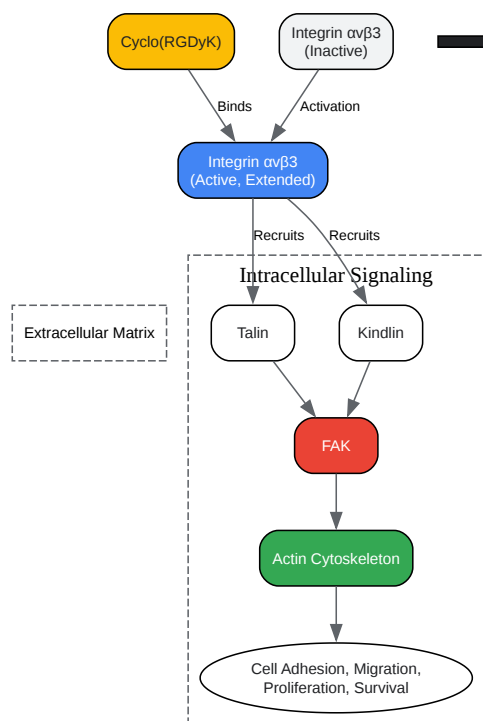 Cyclo(RGDyK)
Integrin αvβ3
(Inactive)
Binds
Activation
Integrin αvβ3
(Active, Extended)
Recruits
Recruits
Intracellular Signaling
Extracellular Matrix
Talin
Kindlin
FAK
Actin Cytoskeleton
Cell Adhesion, Migration,
Proliferation, Survival